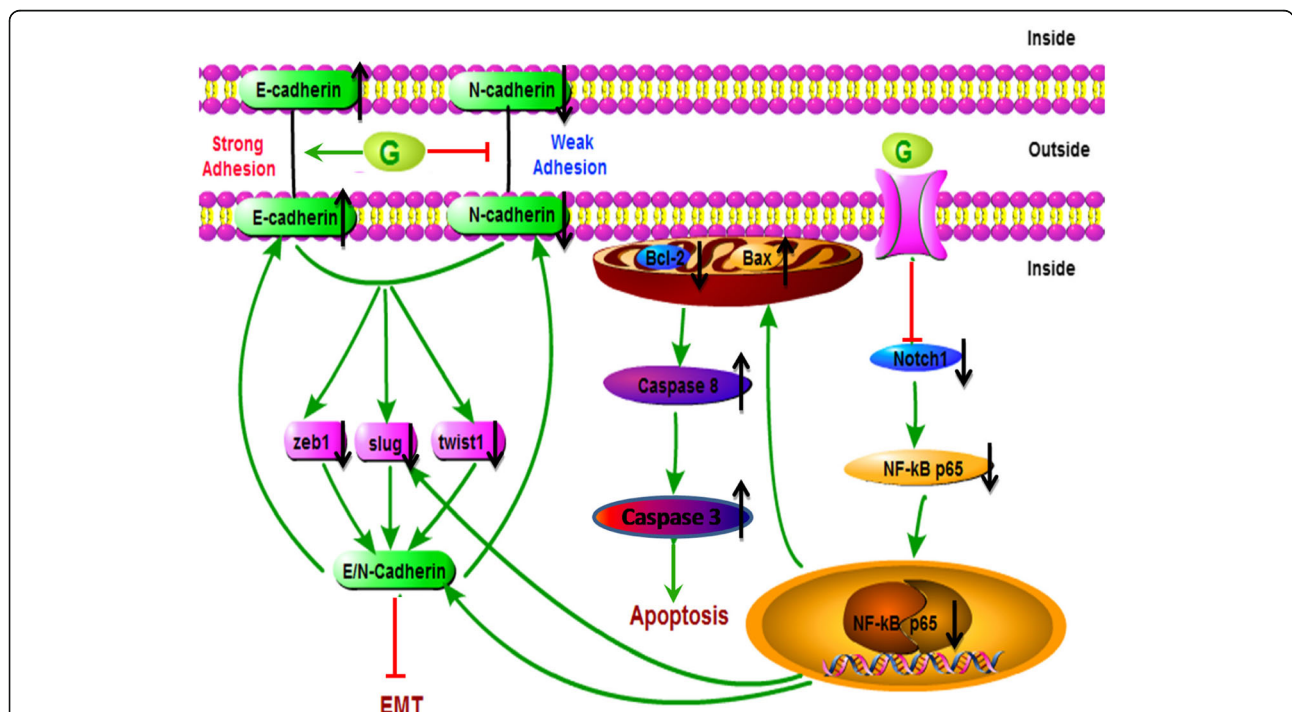 Inside
E-cadherin
N-cadherin
Strong
Adhesion
G
Weak
Adhesion
G
Outside
E-cadherin
N-cadherin
Bcl-2
Bax
Inside
Notch1
Caspase 8
zeb1
slug
twist1
NF-kB p65
Caspase 3
E/N-Cadherin
Apoptosis
NF-kB p65
EMT